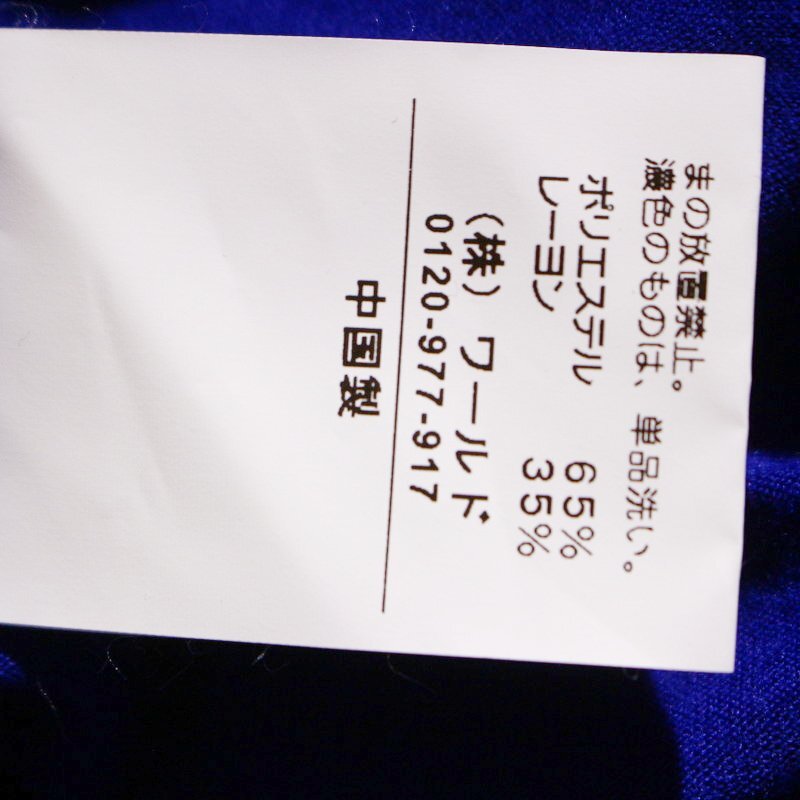 まの放置禁止。
濃色のものは、単品洗い。
ポリエステル 65%
レーヨン 35%
(株)ワールド
0120-977-917
中国製